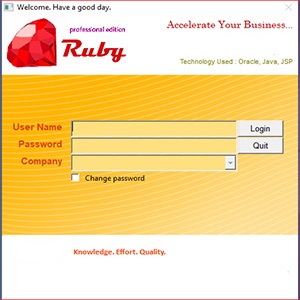 Welcome. Have a good day.
professional edition
Ruby
Accelerate Your Business...
Technology Used : Oracle, Java, JSP
User Name
Login
Password
Quit
Company
Change password
Knowledge. Effort. Quality.